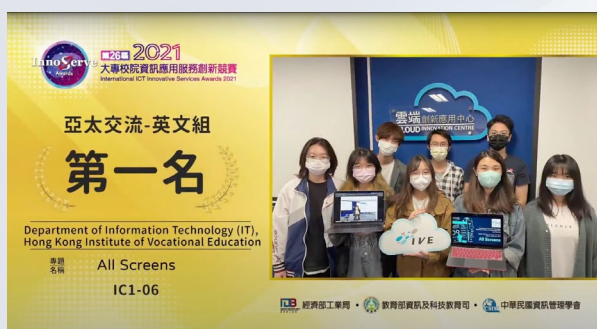 InnoServe
Awards
第26屆 2021
大專校院資訊應用服務創新競賽
International ICT Innovative Services Awards 2021
亞太交流-英文組
第一名
Department of Information Technology (IT),
Hong Kong Institute of Vocational Education
專題
名稱
All Screens
IC1-06
雲端創新應用中心
CLOUD INNOVATION CENTRE
IVE
All Screens
經濟部工業局 • 教育部資訊及科技教育司 • 中華民國資訊管理學會